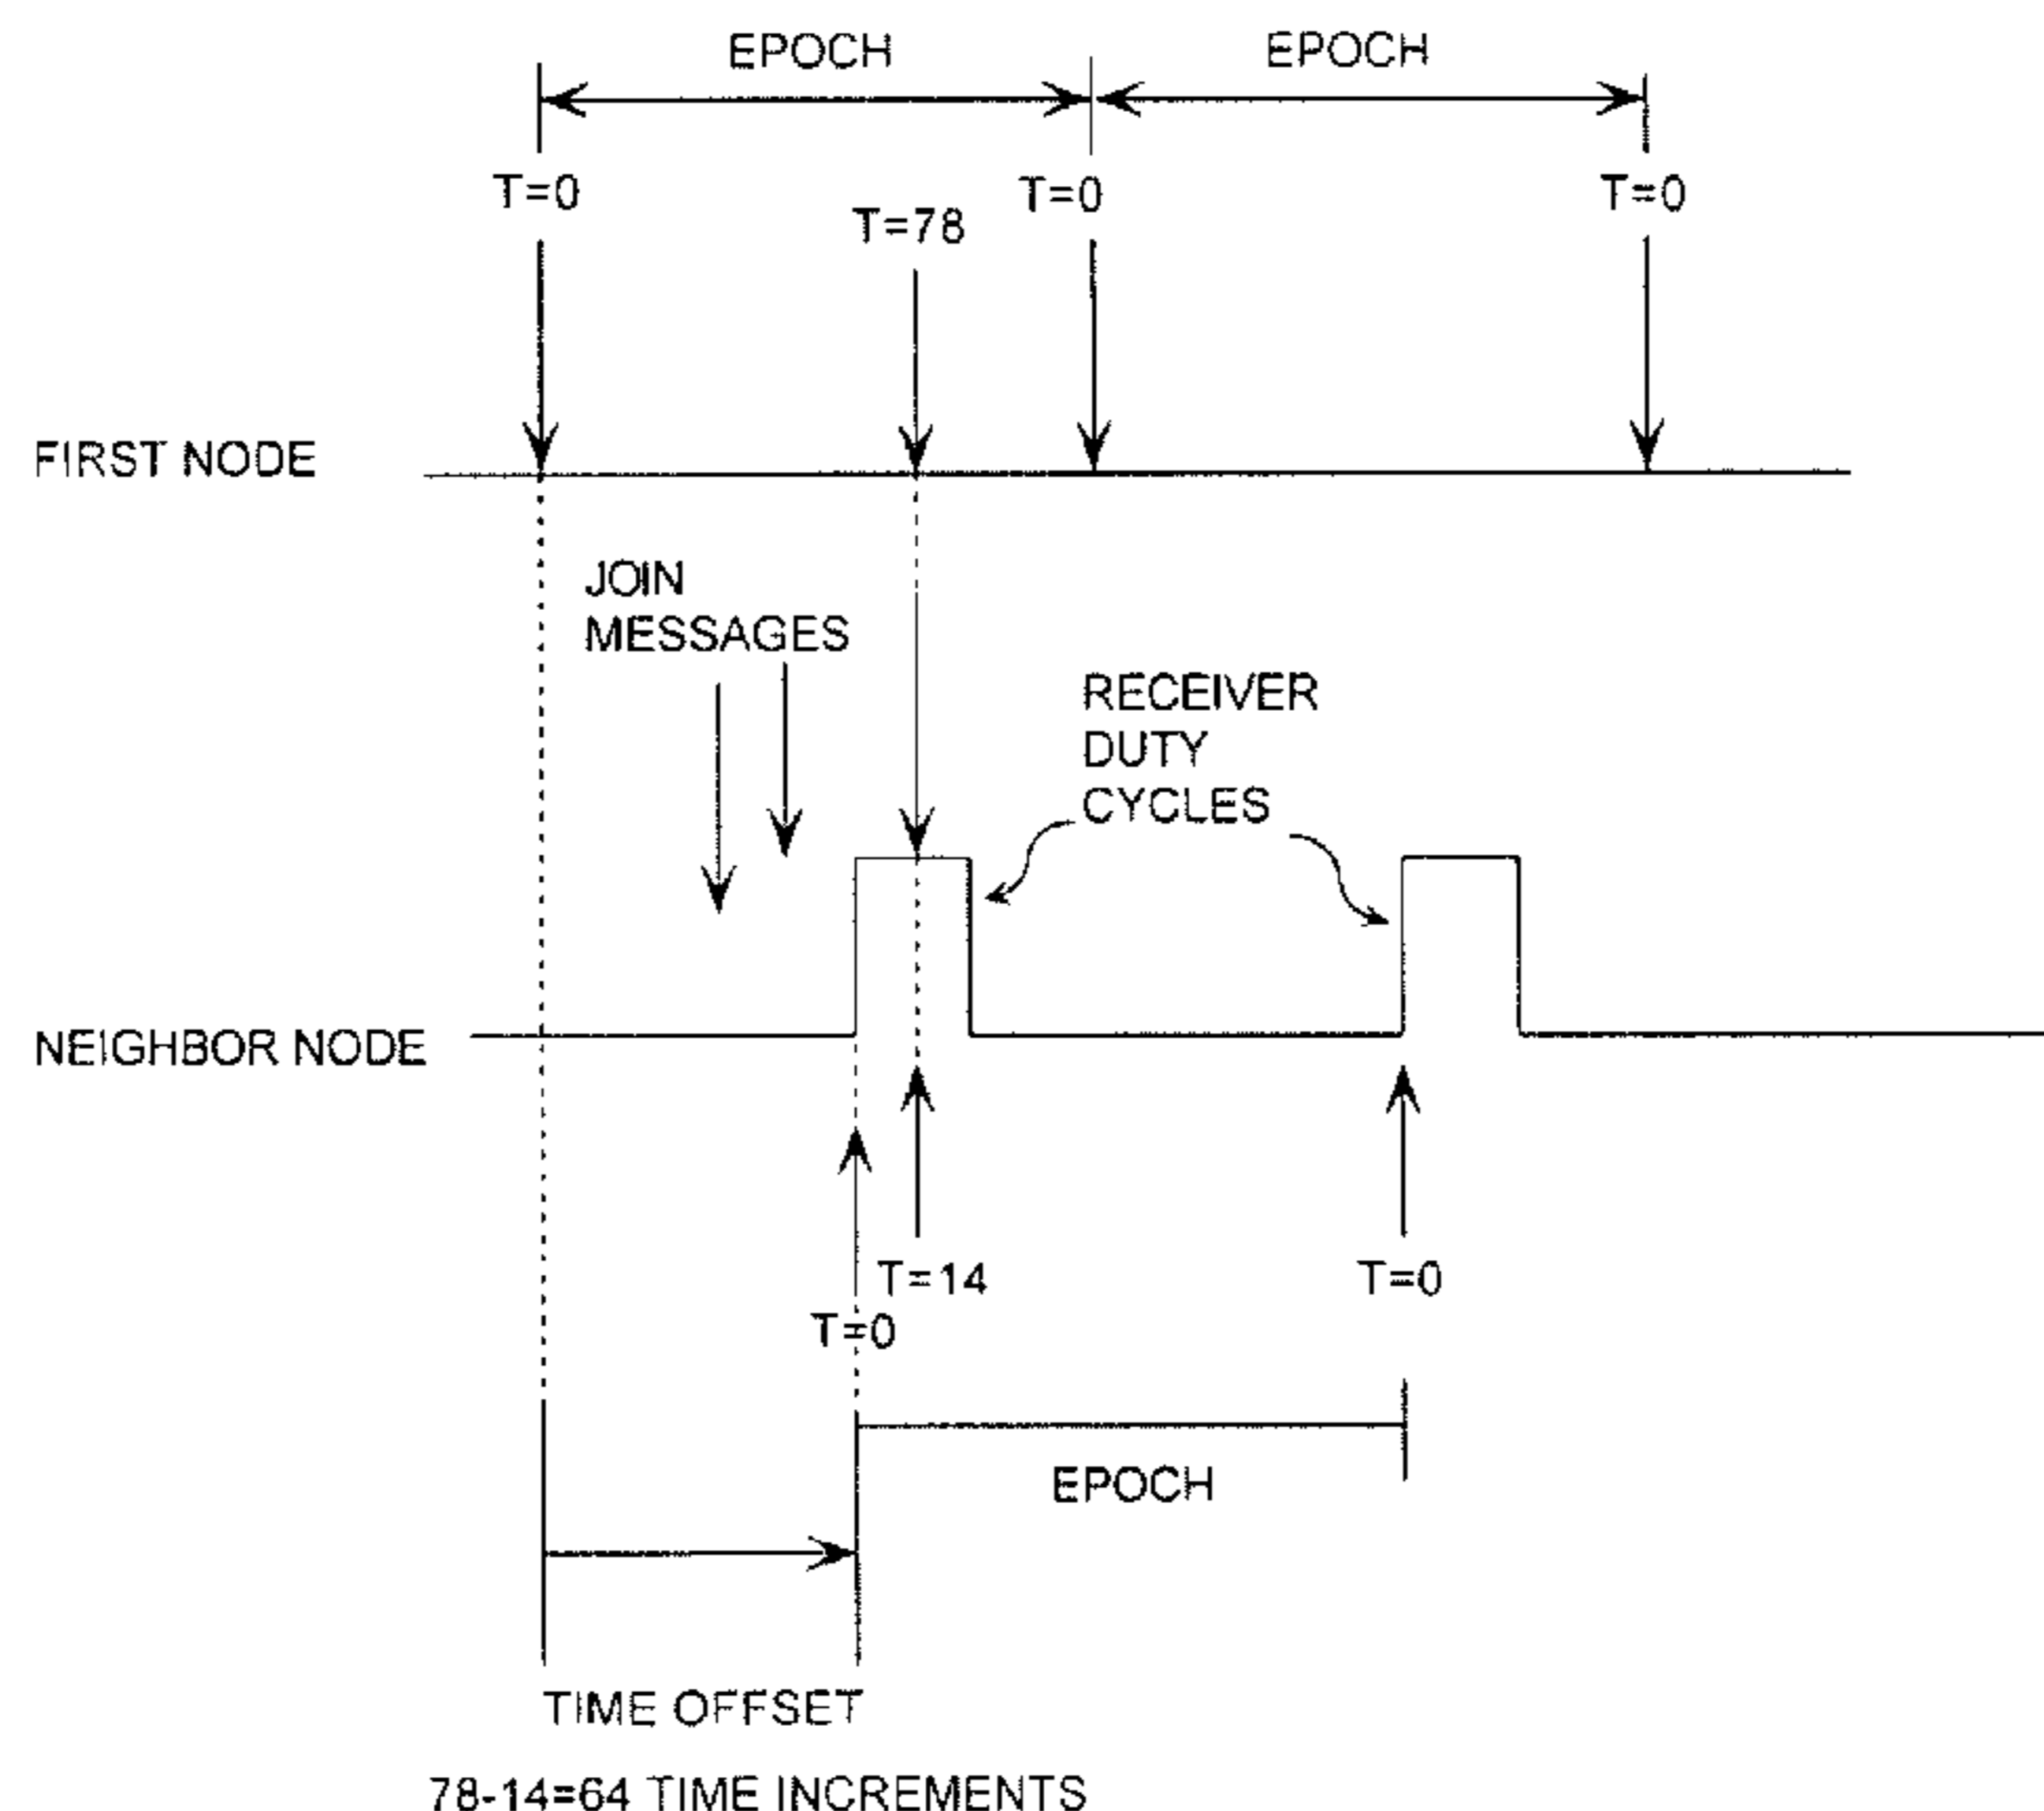 EPOCH
EPOCH
T=0
T=78
T=0
T=0
FIRST NODE
JOIN
MESSAGES
RECEIVER
DUTY
CYCLES
NEIGHBOR NODE
T=14
T=0
T=0
EPOCH
TIME OFFSET
78-14=64 TIME INCREMENTS